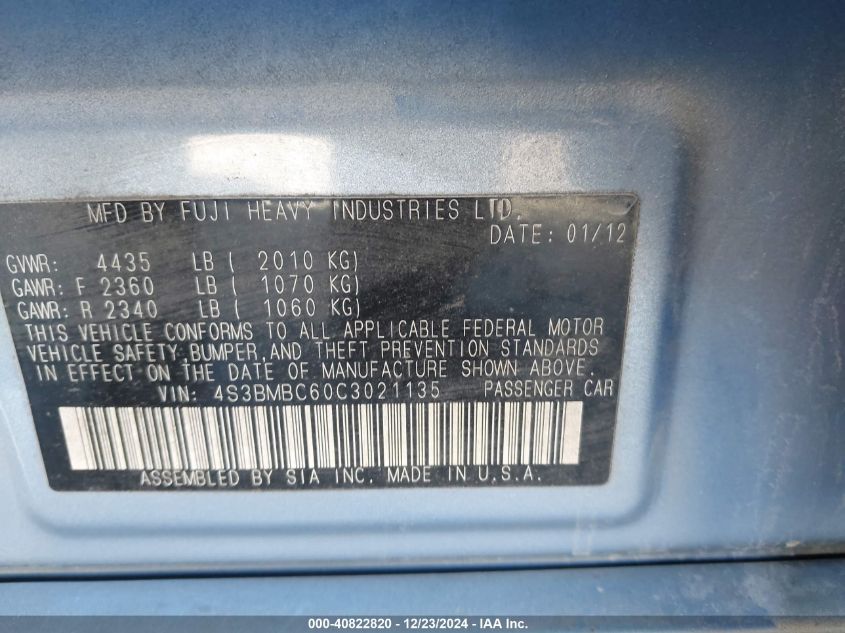 MFD BY FUJI HEAVY INDUSTRIES LTD.
DATE: 01/12
GVWR: 4435 LB ( 2010 KG)
GAWR: F 2360 LB ( 1070 KG)
GAWR: R 2340 LB ( 1060 KG)
THIS VEHICLE CONFORMS TO ALL APPLICABLE FEDERAL MOTOR
VEHICLE SAFETY, BUMPER, AND THEFT PREVENTION STANDARDS
IN EFFECT ON THE DATE OF MANUFACTURE SHOWN ABOVE.
VIN: 4S3BMBC60C3021135 PASSENGER CAR
ASSEMBLED BY SIA INC. MADE IN U.S.A.
000-40822820 - 12/23/2024 - IAA Inc.